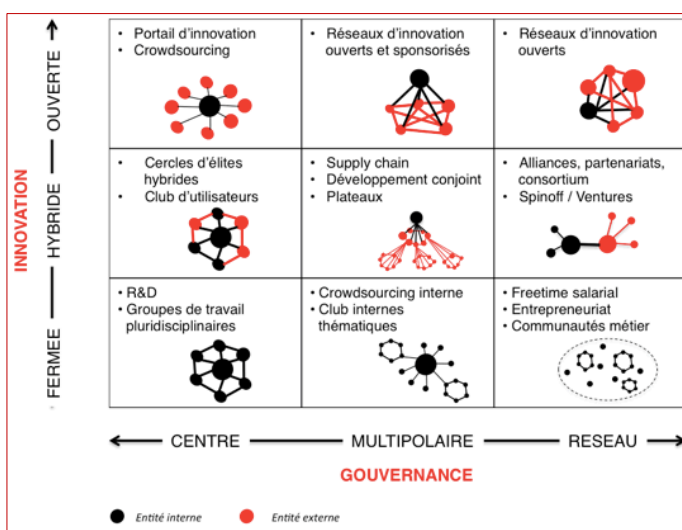 • Portail d'innovation
• Crowdsourcing
• Réseaux d'innovation
ouverts et sponsorisés
• Réseaux d'innovation
ouverts
• Cercles d'élites
hybrides
• Club d'utilisateurs
• Supply chain
• Développement conjoint
• Plateaux
• Alliances, partenariats,
consortium
• Spinoff / Ventures
• R&D
• Groupes de travail
pluridisciplinaires
• Crowdsourcing interne
• Club internes
thématiques
• Freetime salarial
• Entrepreneuriat
• Communautés métier
INNOVATION
OUVERTE
HYBRIDE
FERMEE
CENTRE
MULTIPOLAIRE
RESEAU
GOUVERNANCE
Entité interne
Entité externe